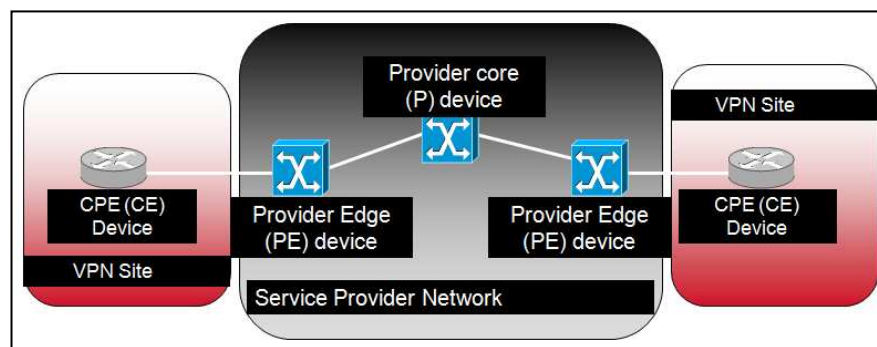 Provider core
(P) device
VPN Site
CPE (CE)
Device
Provider Edge
(PE) device
Provider Edge
(PE) device
CPE (CE)
Device
VPN Site
Service Provider Network